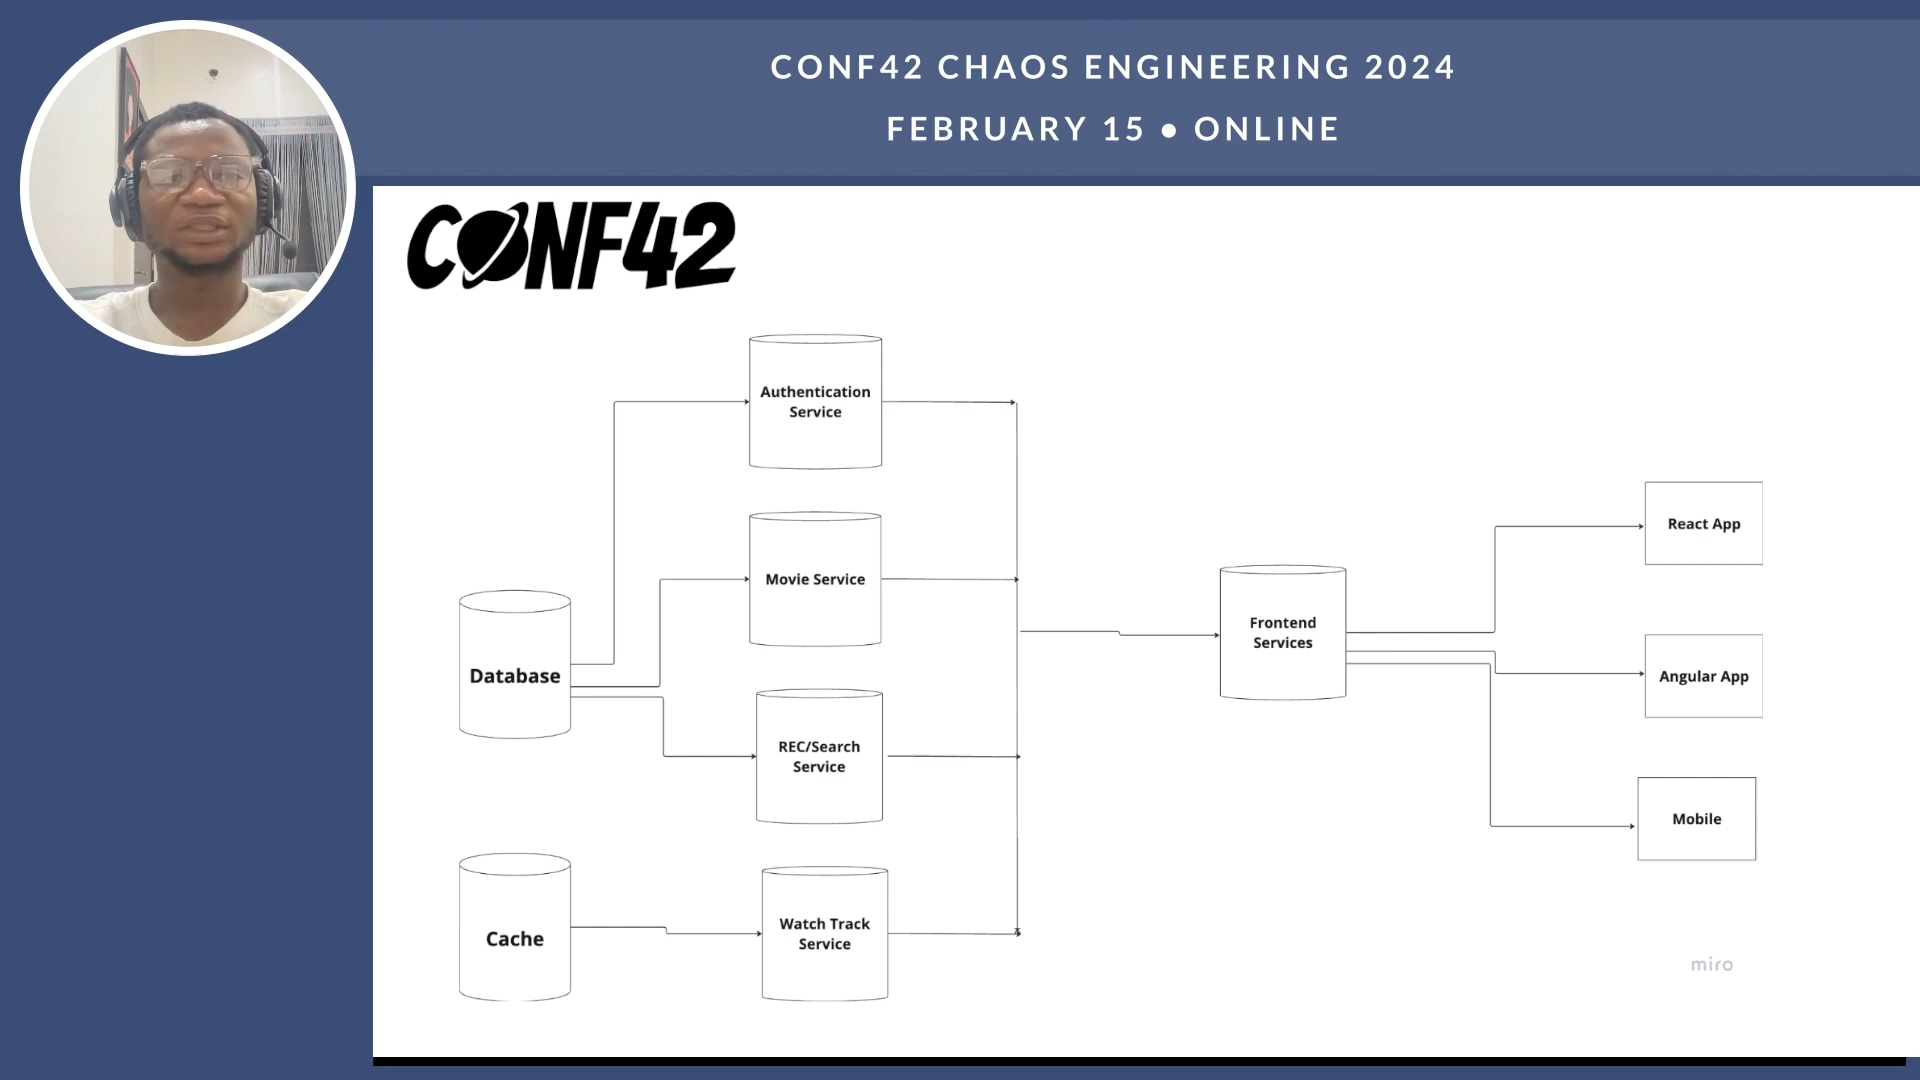 CONF42 CHAOS ENGINEERING 2024
FEBRUARY 15 ● ONLINE
CONF42
Authentication
Service
Movie Service
Database
REC/Search
Service
Cache
Watch Track
Service
Frontend
Services
React App
Angular App
Mobile
miro